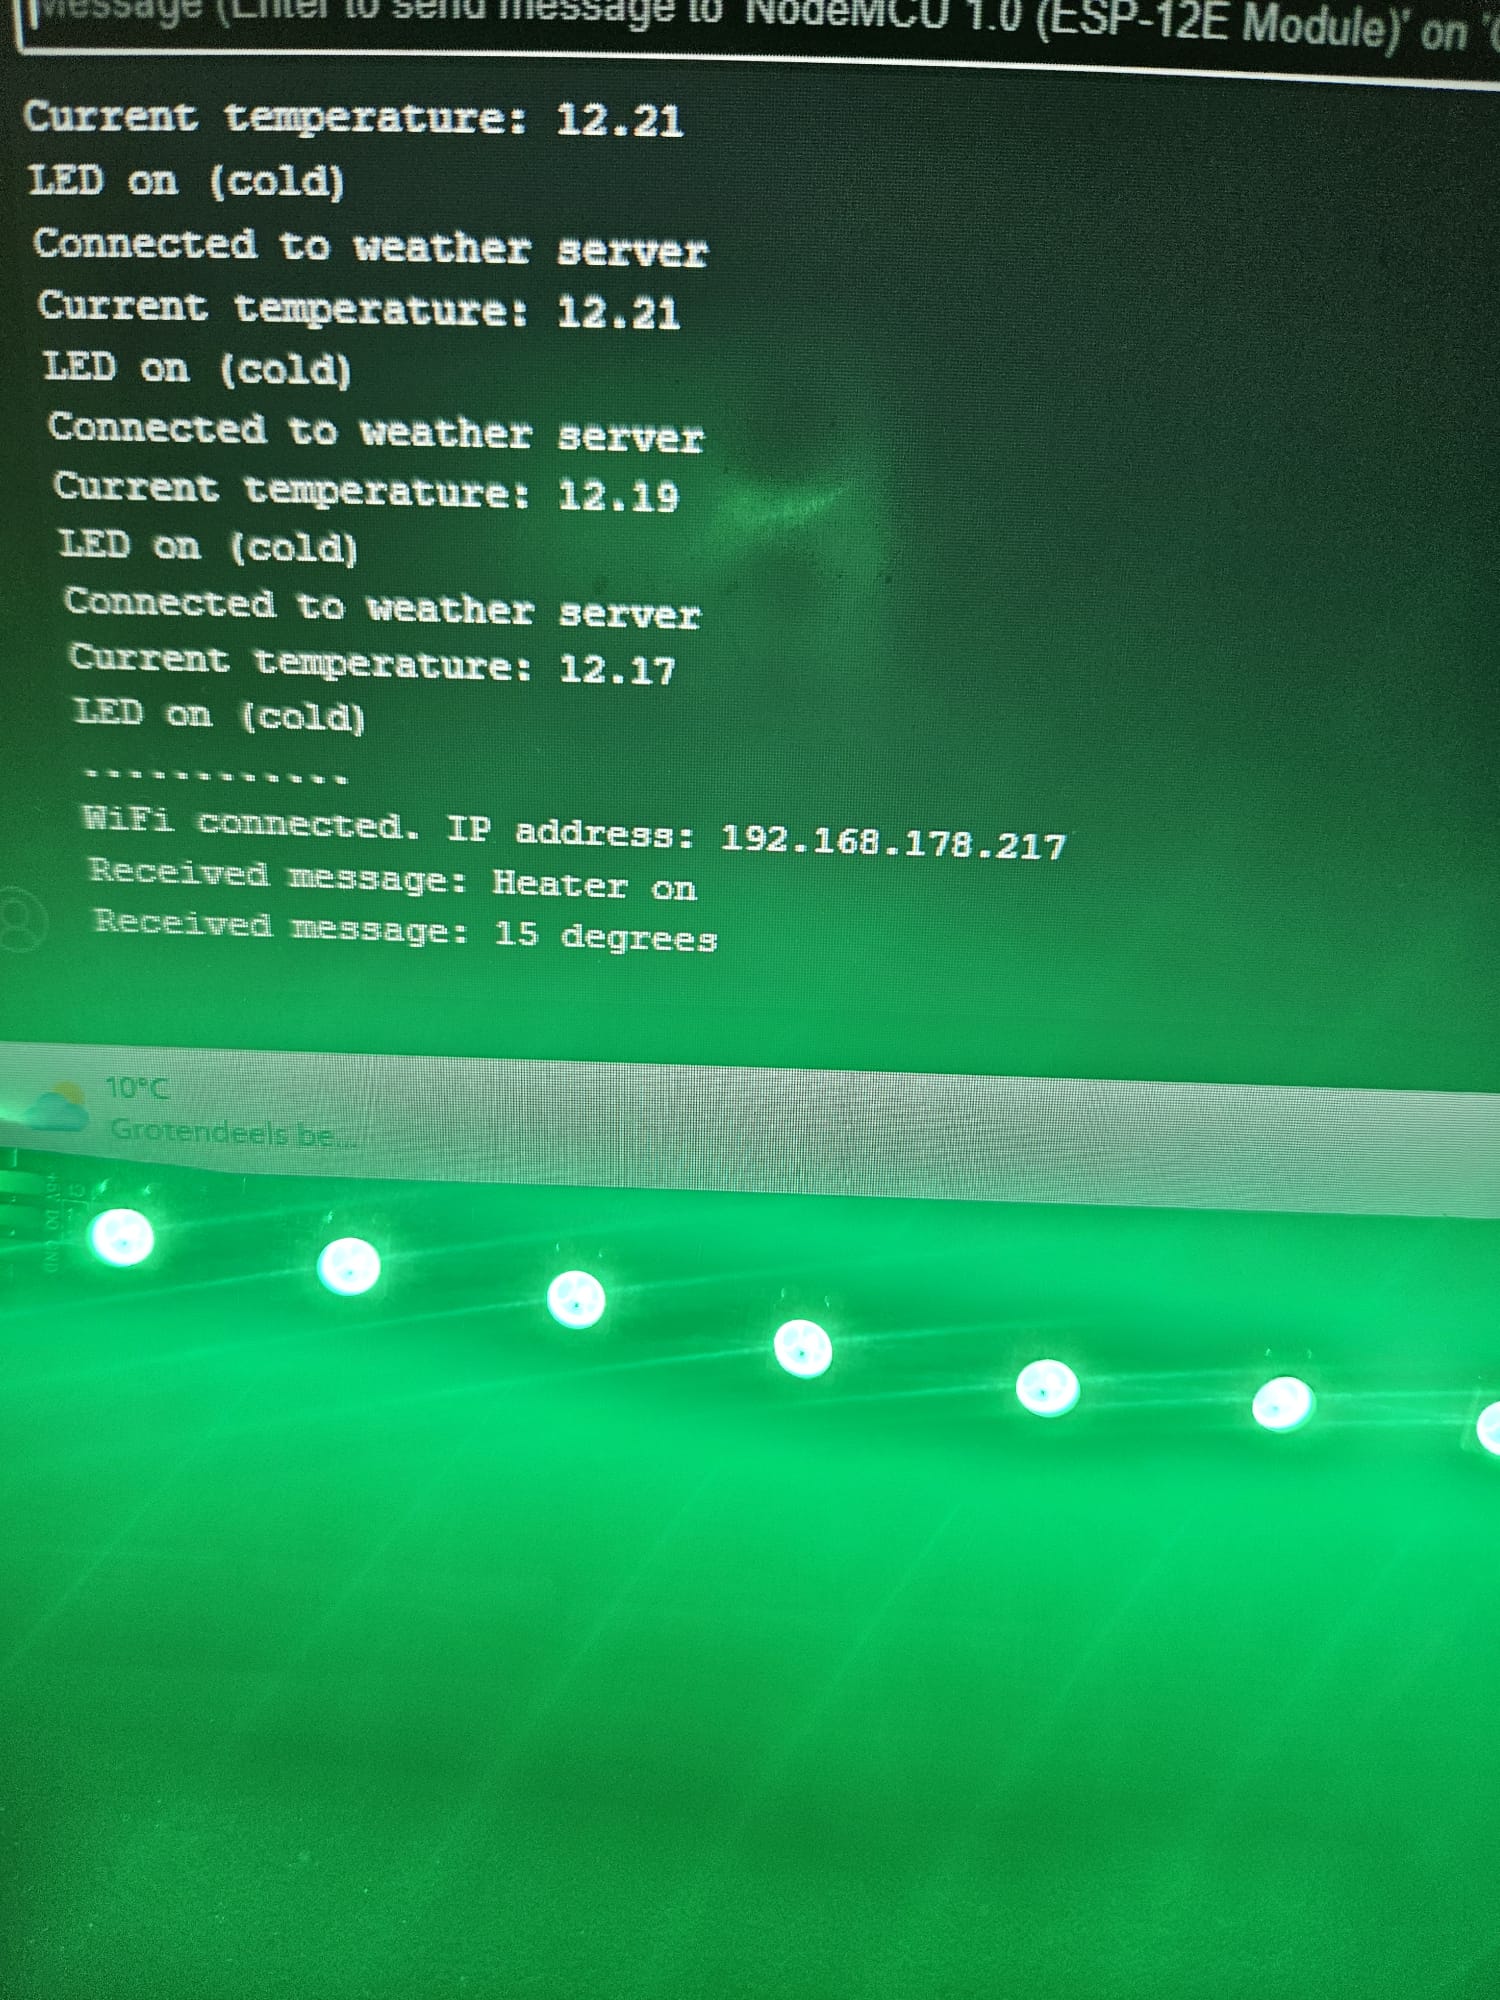 Message (Enter to send message to 'NodeMCU 1.0 (ESP-12E Module)' on '
Current temperature: 12.21
LED on (cold)
Connected to weather server
Current temperature: 12.21
LED on (cold)
Connected to weather server
Current temperature: 12.19
LED on (cold)
Connected to weather server
Current temperature: 12.17
LED on (cold)
............
WiFi connected. IP address: 192.168.178.217
Received message: Heater on
Received message: 15 degrees
10°C
Grotendeels be...
+5V DO GND